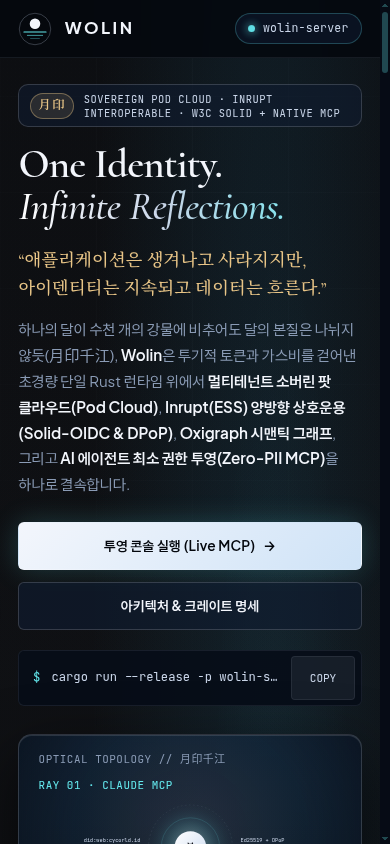 WOLIN
wolin-server
月印
SOVEREIGN POD CLOUD · INRUPT
INTEROPERABLE · W3C SOLID + NATIVE MCP
One Identity.
Infinite Reflections.
“애플리케이션은 생겨나고 사라지지만,
아이덴티티는 지속되고 데이터는 흐른다.”
하나의 달이 수천 개의 강물에 비추어도 달의 본질은 나뉘지
않듯(月印千江), Wolin은 투기적 토큰과 가스비를 걷어낸
초경량 단일 Rust 런타임 위에서 멀티테넌트 소버린 팟
클라우드(Pod Cloud), Inrupt(ESS) 양방향 상호운용
(Solid-OIDC & DPoP), Oxigraph 시맨틱 그래프,
그리고 AI 에이전트 최소 권한 투영(Zero-PII MCP)을
하나로 결속합니다.
투영 콘솔 실행 (Live MCP) →
아키텍처 & 크레이트 명세
$ cargo run --release -p wolin-s…
COPY
OPTICAL TOPOLOGY // 月印千江
RAY 01 · CLAUDE MCP
did:web:cycorld.id
Ed25519 + DPoP